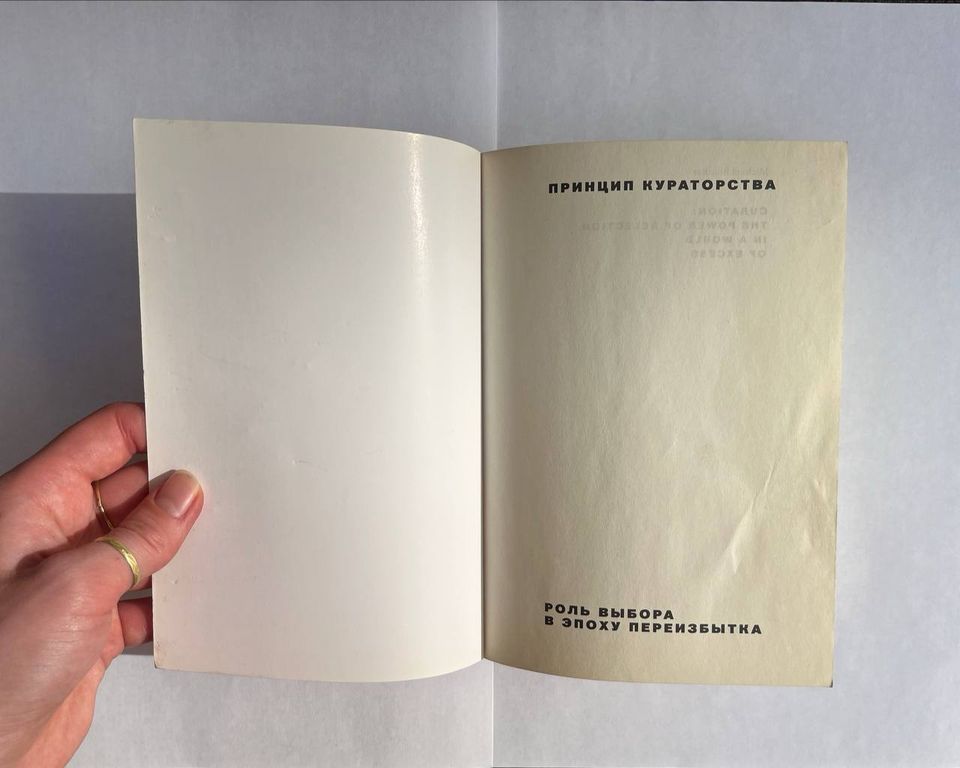 ПРИНЦИП КУРАТОРСТВА
CURATION:
THE POWER OF SELECTION
IN A WORLD
OF EXCESS
РОЛЬ ВЫБОРА
В ЭПОХУ ПЕРЕИЗБЫТКА